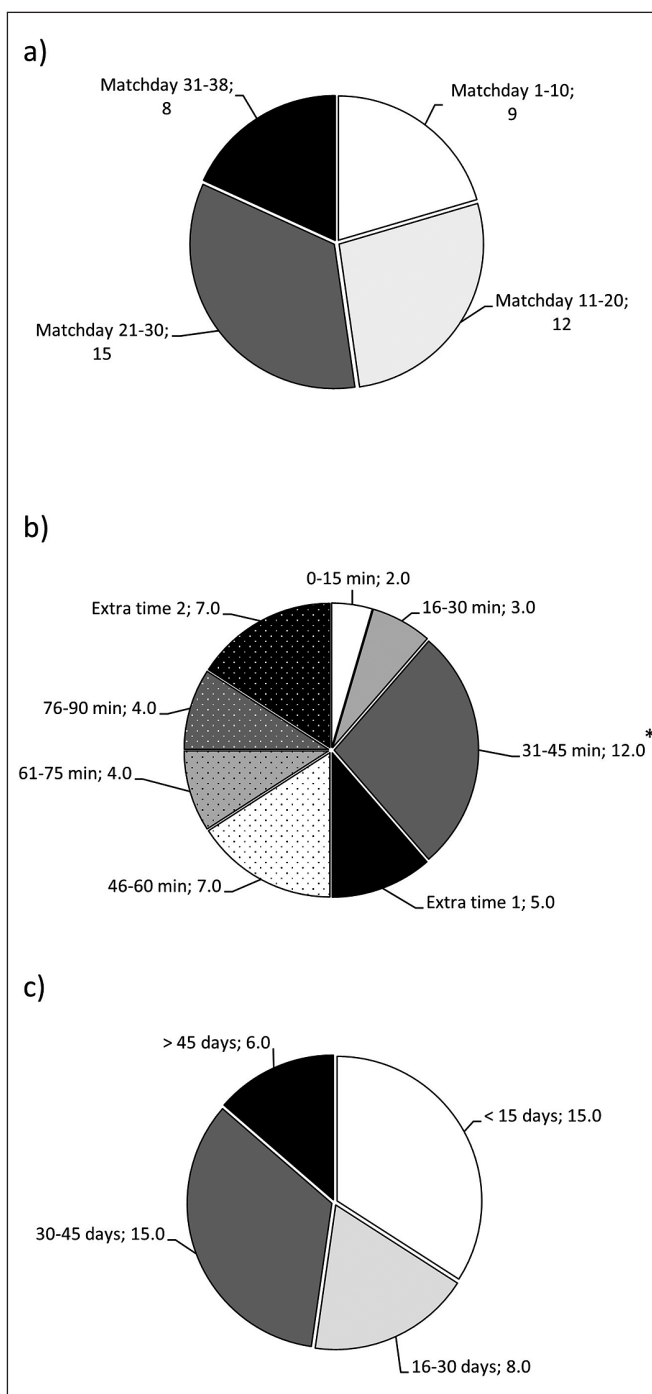 a)
Matchday 31-38;
8
Matchday 1-10;
9
Matchday 11-20;
12
Matchday 21-30;
15
b)
0-15 min; 2.0
Extra time 2; 7.0
16-30 min; 3.0
76-90 min; 4.0
31-45 min; 12.0*
61-75 min; 4.0
46-60 min; 7.0
Extra time 1; 5.0
c)
> 45 days; 6.0
< 15 days; 15.0
30-45 days; 15.0
16-30 days; 8.0